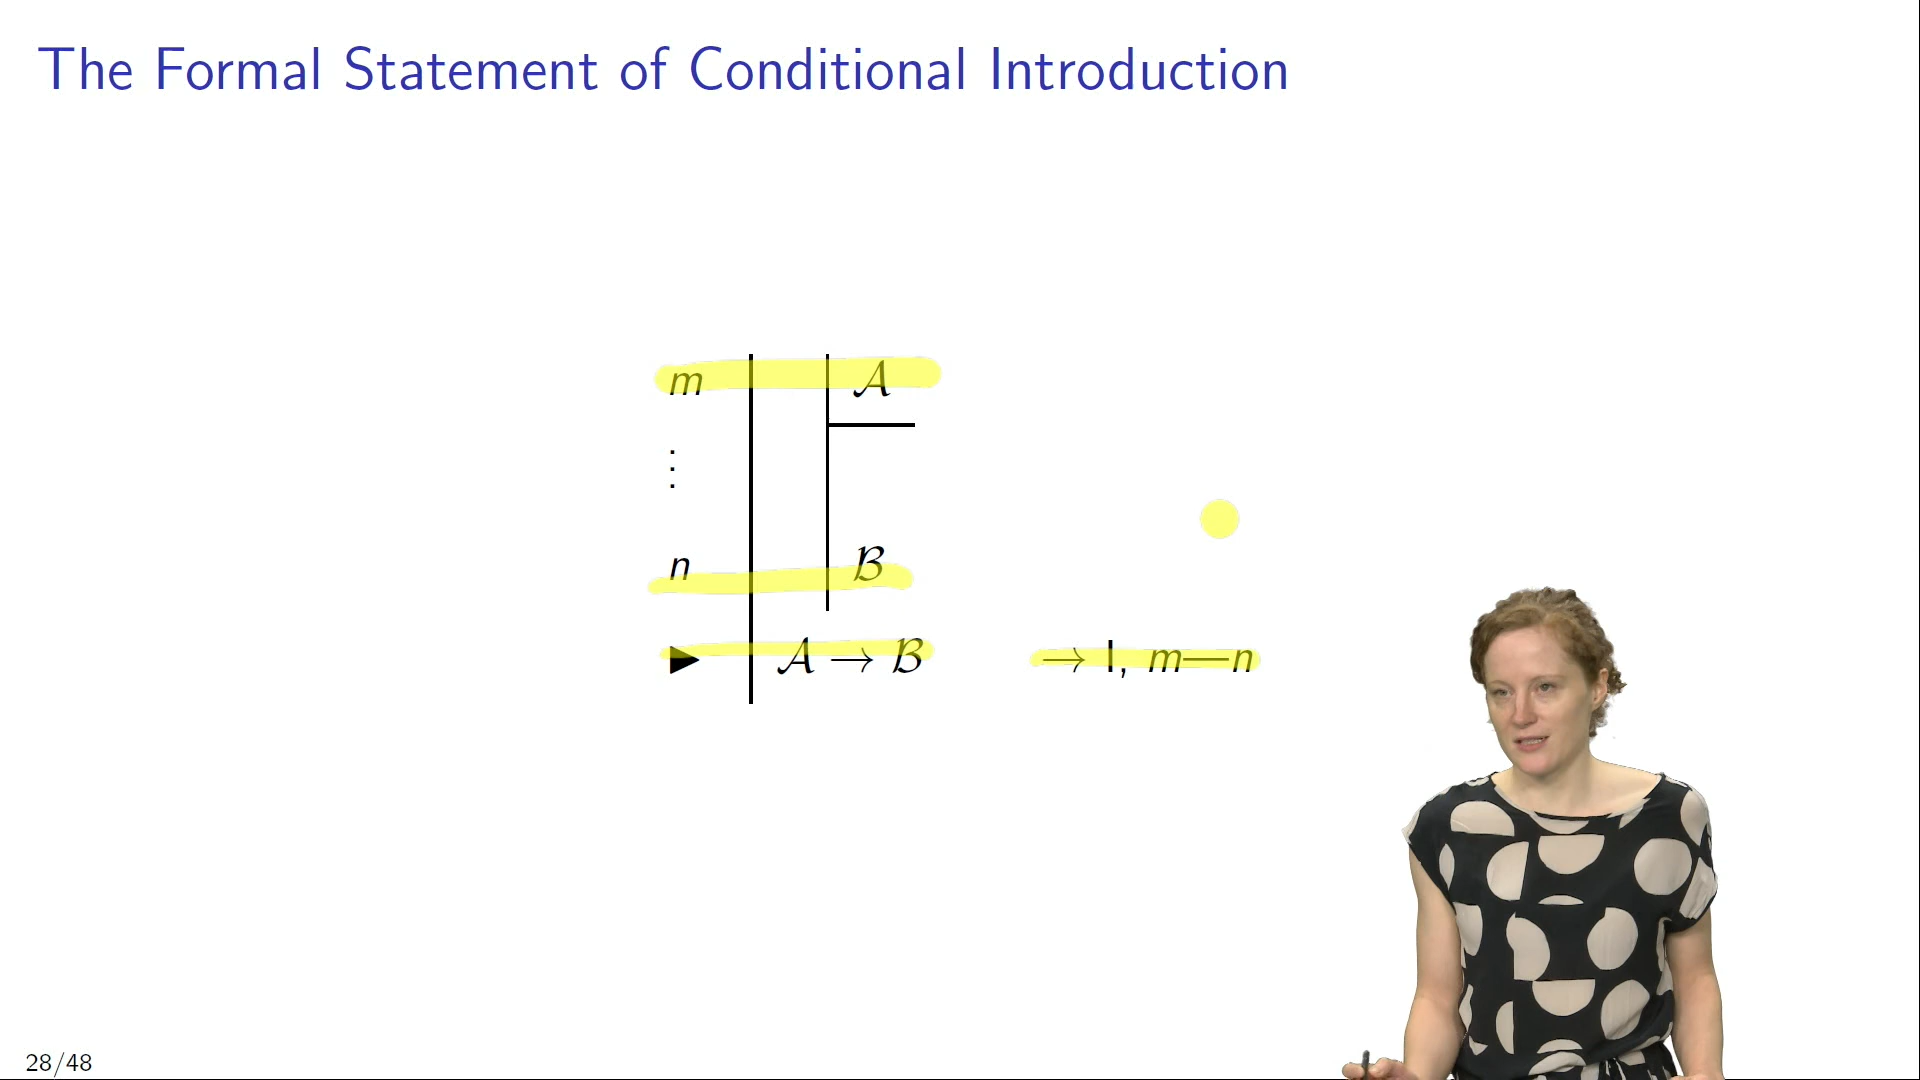 The Formal Statement of Conditional Introduction
m 𝒜
⋮
n ℬ
▶ 𝒜 → ℬ → I, m—n
28/48